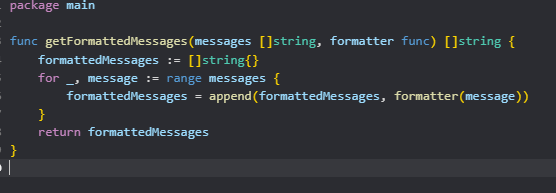 package main
func getFormattedMessages(messages []string, formatter func) []string {
formattedMessages := []string{}
for _, message := range messages {
formattedMessages = append(formattedMessages, formatter(message))
}
return formattedMessages
}